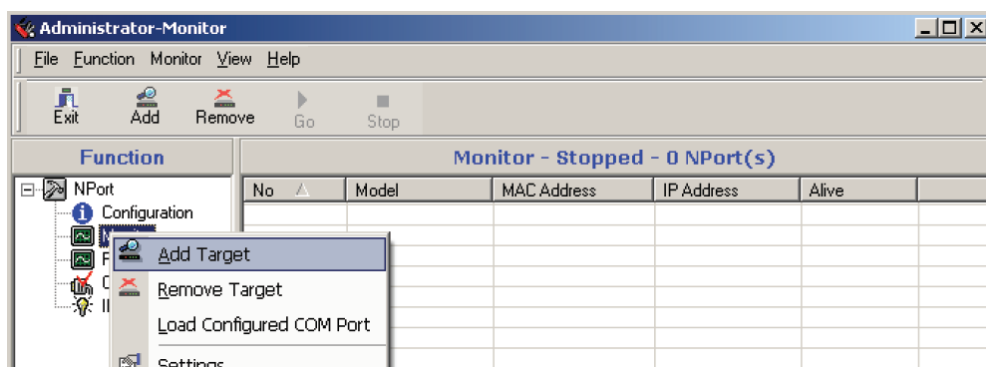 Administrator-Monitor
File Function Monitor View Help
Exit Add Remove Go Stop
Function
Monitor - Stopped - 0 NPort(s)
NPort
No Model MAC Address IP Address Alive
Configuration
Add Target
Remove Target
Load Configured COM Port
Settings